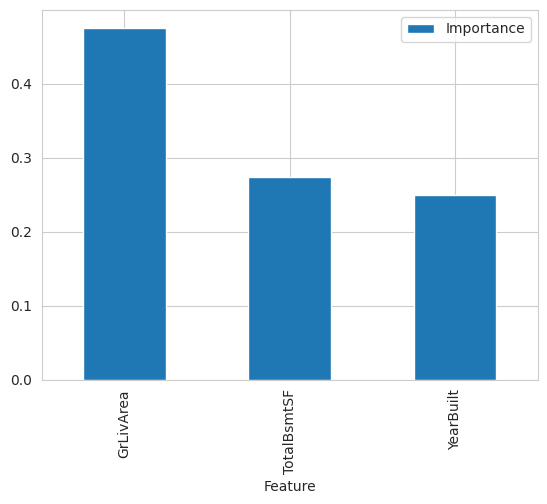 Importance
0.4
0.3
0.2
0.1
0.0
GrLivArea
TotalBsmtSF
YearBuilt
Feature